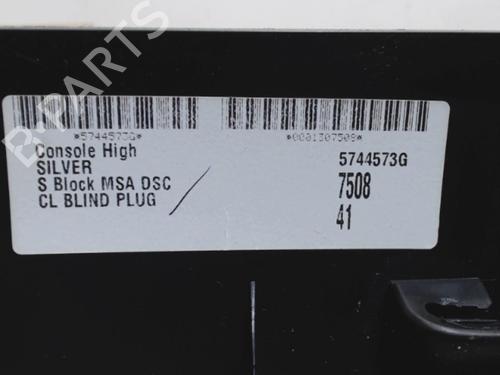 B-PARTS
*5744573G*
*0001307508*
Console High
SILVER
S Block MSA DSC
CL BLIND PLUG
5744573G
7508
41